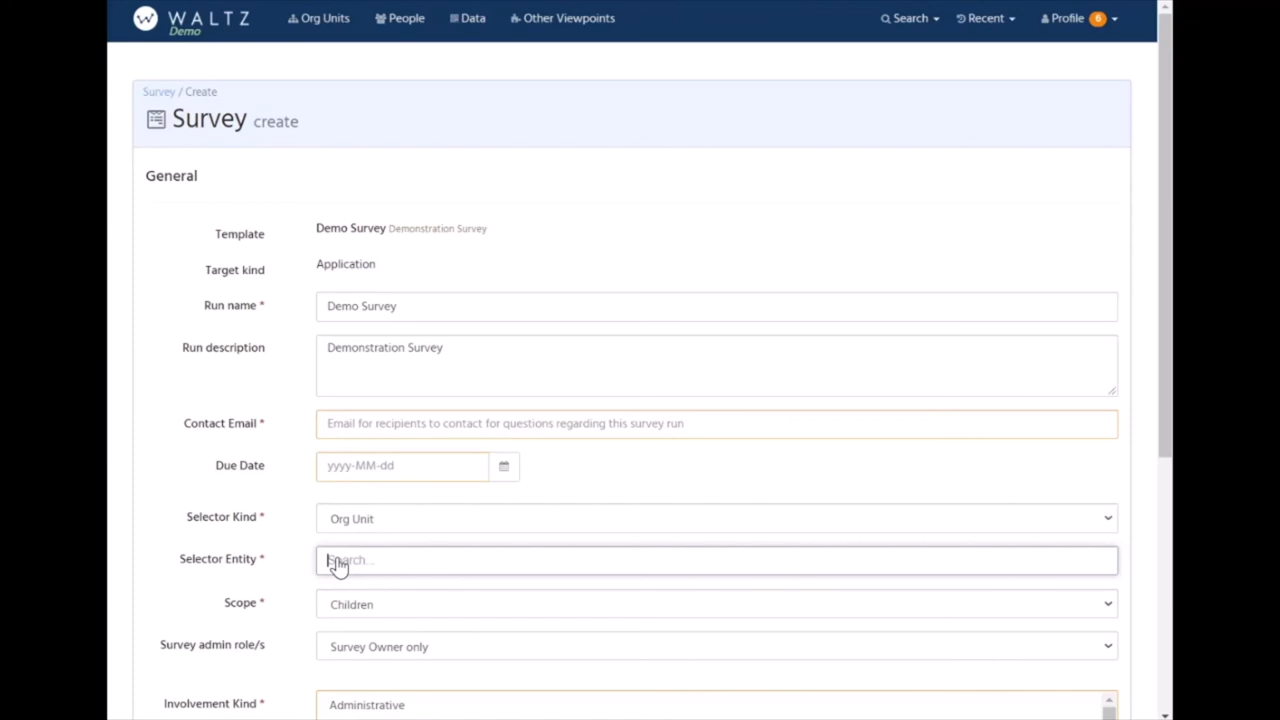 WALTZ Demo Org Units People Data Other Viewpoints Search Recent Profile 6
Survey / Create
Survey create
General
Template Demo Survey Demonstration Survey
Target kind Application
Run name * Demo Survey
Run description Demonstration Survey
Contact Email * Email for recipients to contact for questions regarding this survey run
Due Date yyyy-MM-dd
Selector Kind * Org Unit
Selector Entity * Search...
Scope * Children
Survey admin role/s Survey Owner only
Involvement Kind * Administrative